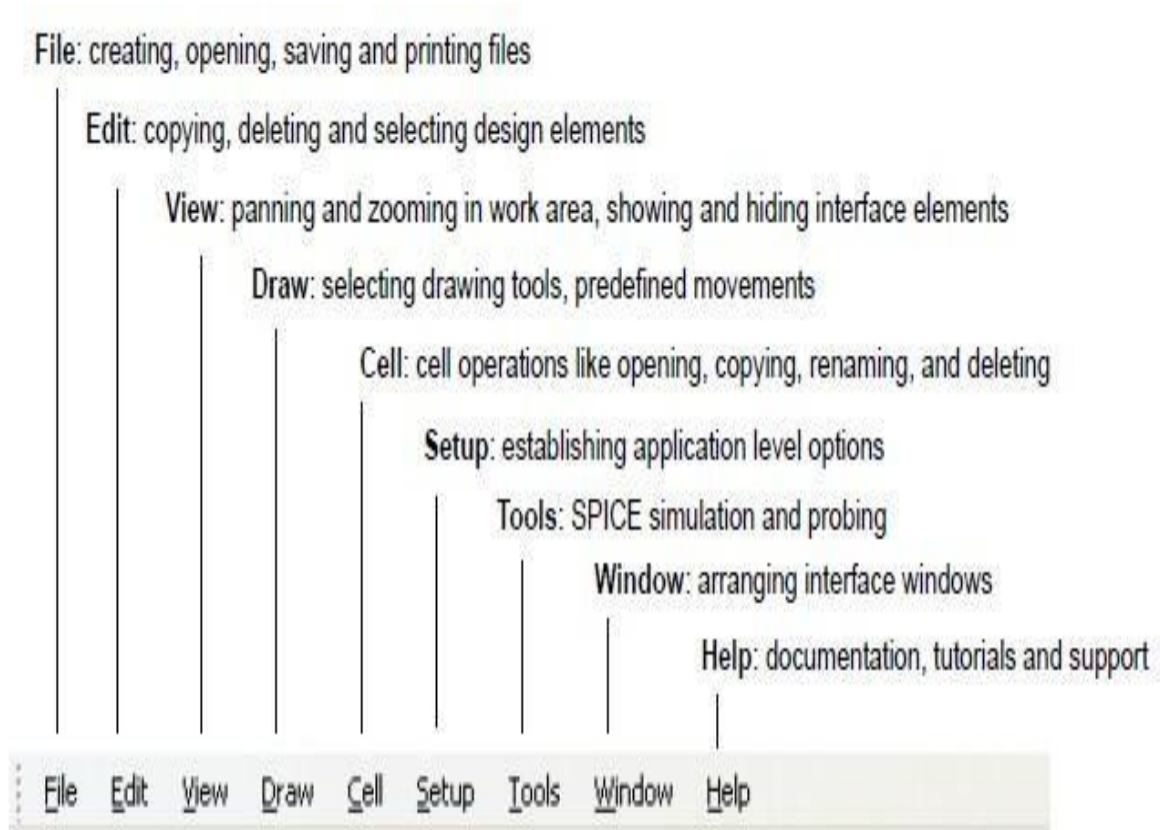 File: creating, opening, saving and printing files
Edit: copying, deleting and selecting design elements
View: panning and zooming in work area, showing and hiding interface elements
Draw: selecting drawing tools, predefined movements
Cell: cell operations like opening, copying, renaming, and deleting
Setup: establishing application level options
Tools: SPICE simulation and probing
Window: arranging interface windows
Help: documentation, tutorials and support
File Edit View Draw Cell Setup Tools Window Help